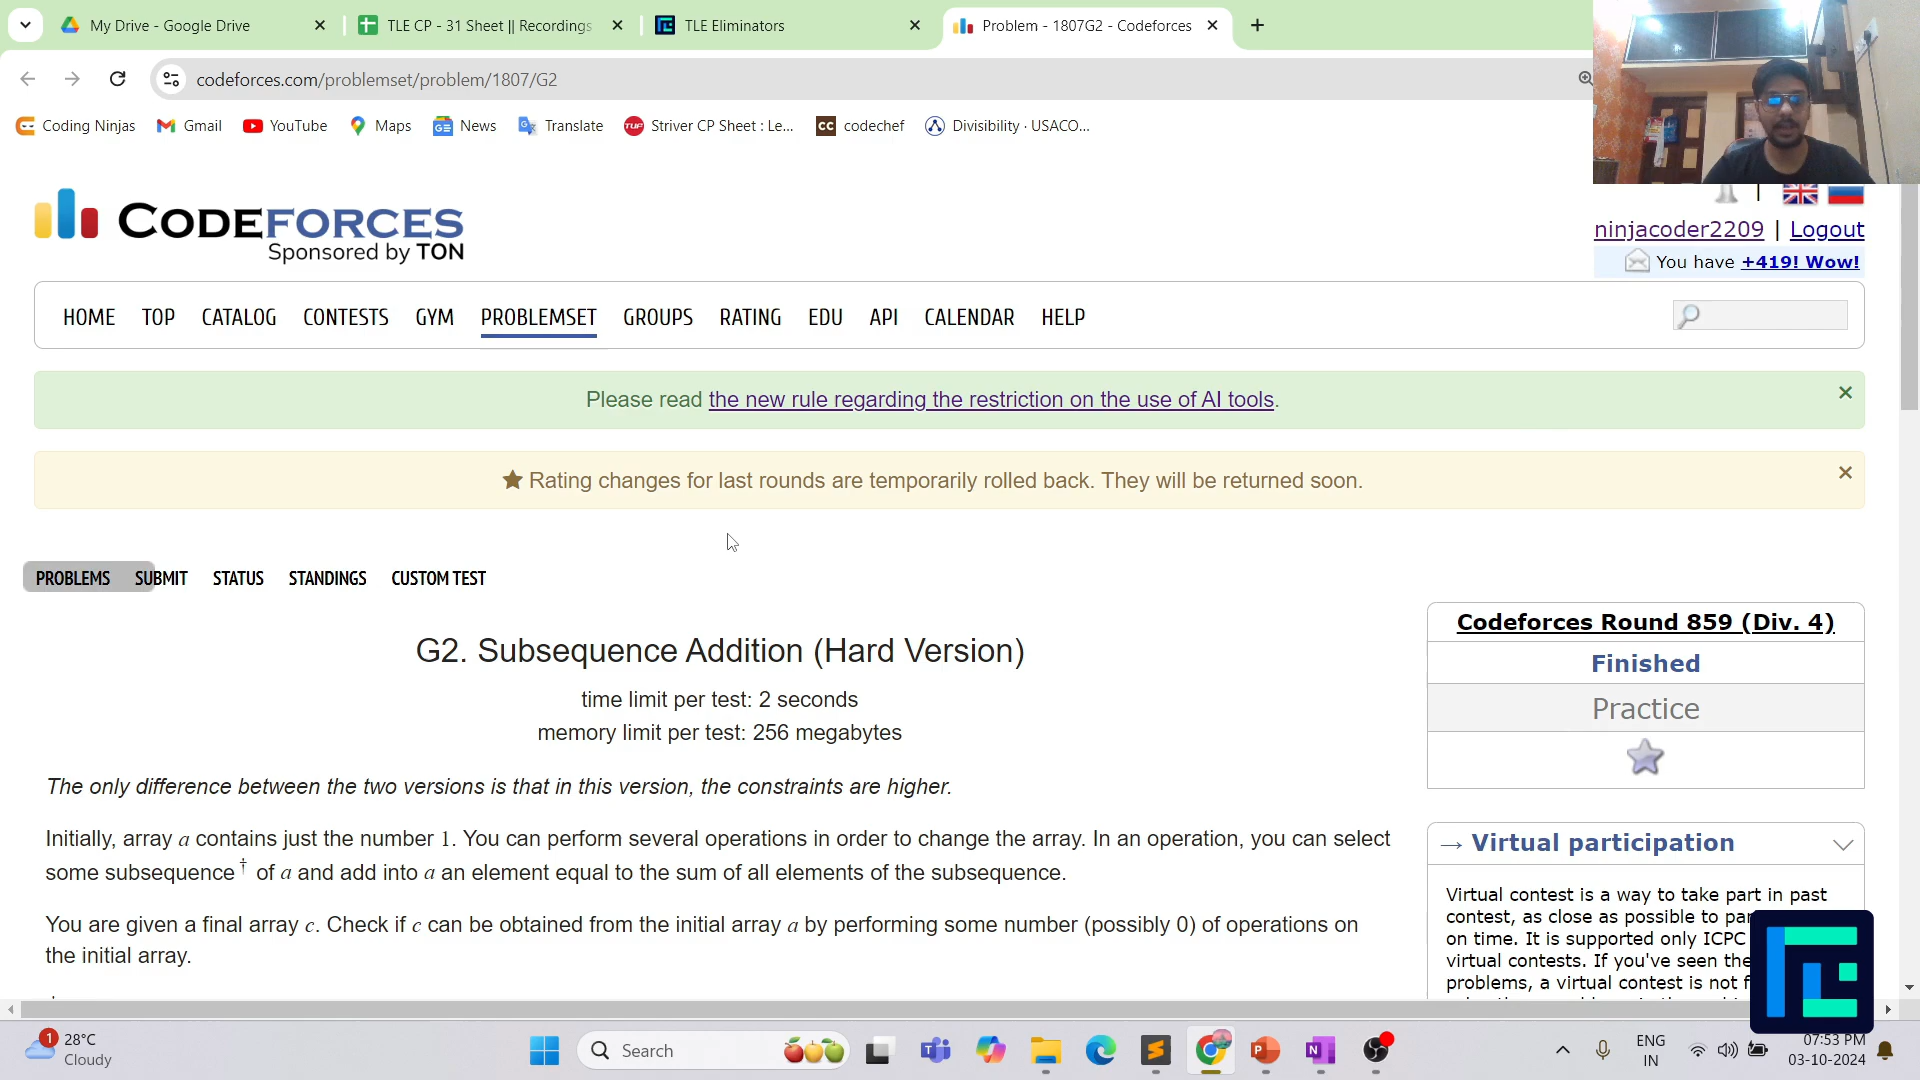 My Drive - Google Drive
TLE CP - 31 Sheet || Recordings
TLE Eliminators
Problem - 1807G2 - Codeforces
codeforces.com/problemset/problem/1807/G2
Coding Ninjas
Gmail
YouTube
Maps
News
Translate
TUF
Striver CP Sheet : Le...
CC
codechef
Divisibility · USACO...
CODEFORCES
Sponsored by TON
|
ninjacoder2209 | Logout
You have +419! Wow!
HOME TOP CATALOG CONTESTS GYM PROBLEMSET GROUPS RATING EDU API CALENDAR HELP
Please read the new rule regarding the restriction on the use of AI tools.
Rating changes for last rounds are temporarily rolled back. They will be returned soon.
PROBLEMS SUBMIT STATUS STANDINGS CUSTOM TEST
G2. Subsequence Addition (Hard Version)
time limit per test: 2 seconds
memory limit per test: 256 megabytes
The only difference between the two versions is that in this version, the constraints are higher.
Initially, array a contains just the number 1. You can perform several operations in order to change the array. In an operation, you can select
some subsequence† of a and add into a an element equal to the sum of all elements of the subsequence.
You are given a final array c. Check if c can be obtained from the initial array a by performing some number (possibly 0) of operations on
the initial array.
Codeforces Round 859 (Div. 4)
Finished
Practice
→ Virtual participation
Virtual contest is a way to take part in past
contest, as close as possible to par
on time. It is supported only ICPC
virtual contests. If you've seen the
problems, a virtual contest is not f
1
28°C
Cloudy
Search
ENG
IN
07:53 PM
03-10-2024